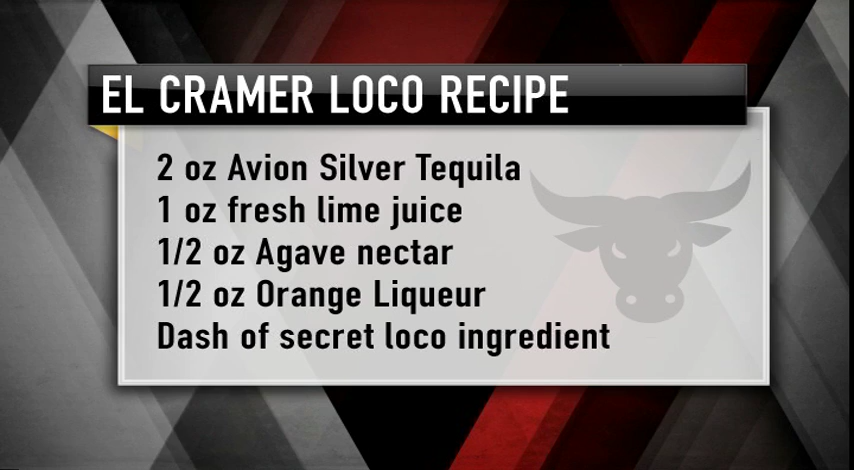 EL CRAMER LOCO RECIPE
2 oz Avion Silver Tequila
1 oz fresh lime juice
1/2 oz Agave nectar
1/2 oz Orange Liqueur
Dash of secret loco ingredient